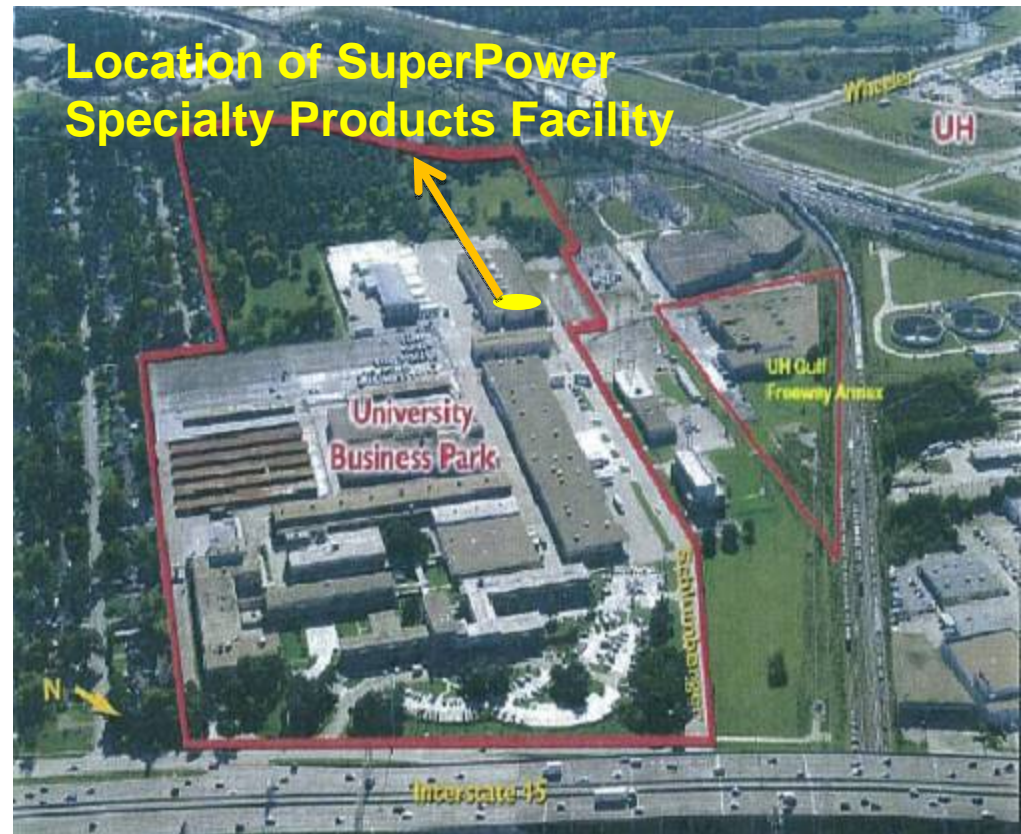 Location of SuperPower
Specialty Products Facility
Wheeler
UH
UH Gulf
Freeway Annex
University
Business Park
Schlumberger
N
Interstate 45